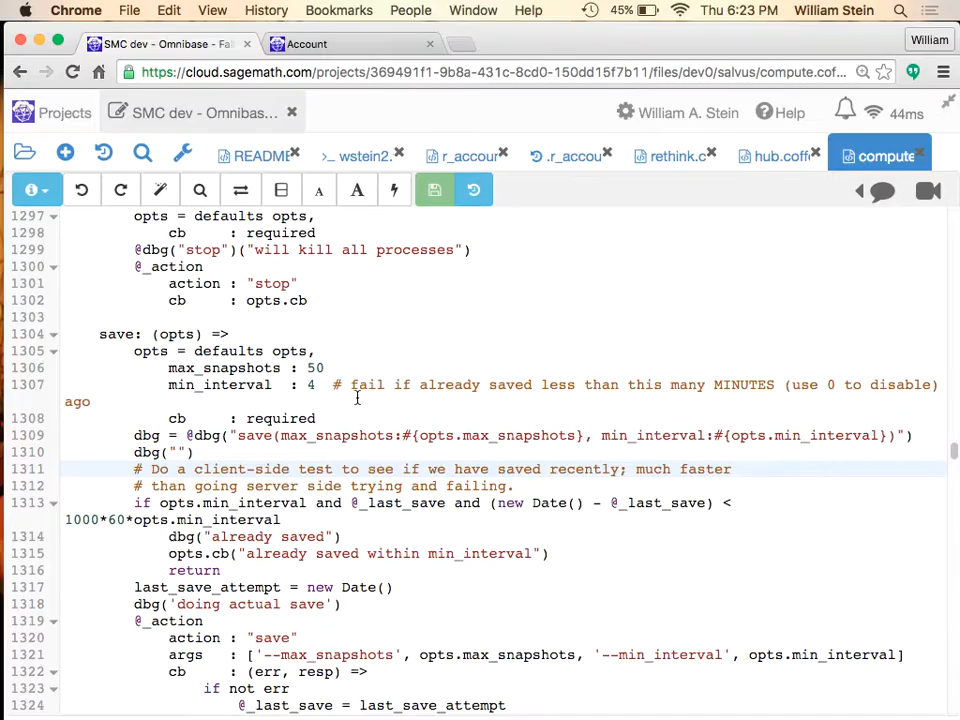 Chrome File Edit View History Bookmarks People Window Help 45% Thu 6:23 PM William Stein
SMC dev - Omnibase - Fai × Account × William
https://cloud.sagemath.com/projects/369491f1-9b8a-431c-8cd0-150dd15f7b11/files/dev0/salvus/compute.cof...
Projects SMC dev - Omnibas... William A. Stein Help 44ms
README wstein2. r_accour .r_accou rethink.c hub.coff compute
A A
1297 opts = defaults opts,
1298 cb : required
1299 @dbg("stop")("will kill all processes")
1300 @_action
1301 action : "stop"
1302 cb : opts.cb
1303
1304 save: (opts) =>
1305 opts = defaults opts,
1306 max_snapshots : 50
1307 min_interval : 4 # fail if already saved less than this many MINUTES (use 0 to disable)
ago
1308 cb : required
1309 dbg = @dbg("save(max_snapshots:#{opts.max_snapshots}, min_interval:#{opts.min_interval})")
1310 dbg("")
1311 # Do a client-side test to see if we have saved recently; much faster
1312 # than going server side trying and failing.
1313 if opts.min_interval and @_last_save and (new Date() - @_last_save) <
1000*60*opts.min_interval
1314 dbg("already saved")
1315 opts.cb("already saved within min_interval")
1316 return
1317 last_save_attempt = new Date()
1318 dbg('doing actual save')
1319 @_action
1320 action : "save"
1321 args : ['--max_snapshots', opts.max_snapshots, '--min_interval', opts.min_interval]
1322 cb : (err, resp) =>
1323 if not err
1324 @_last_save = last_save_attempt